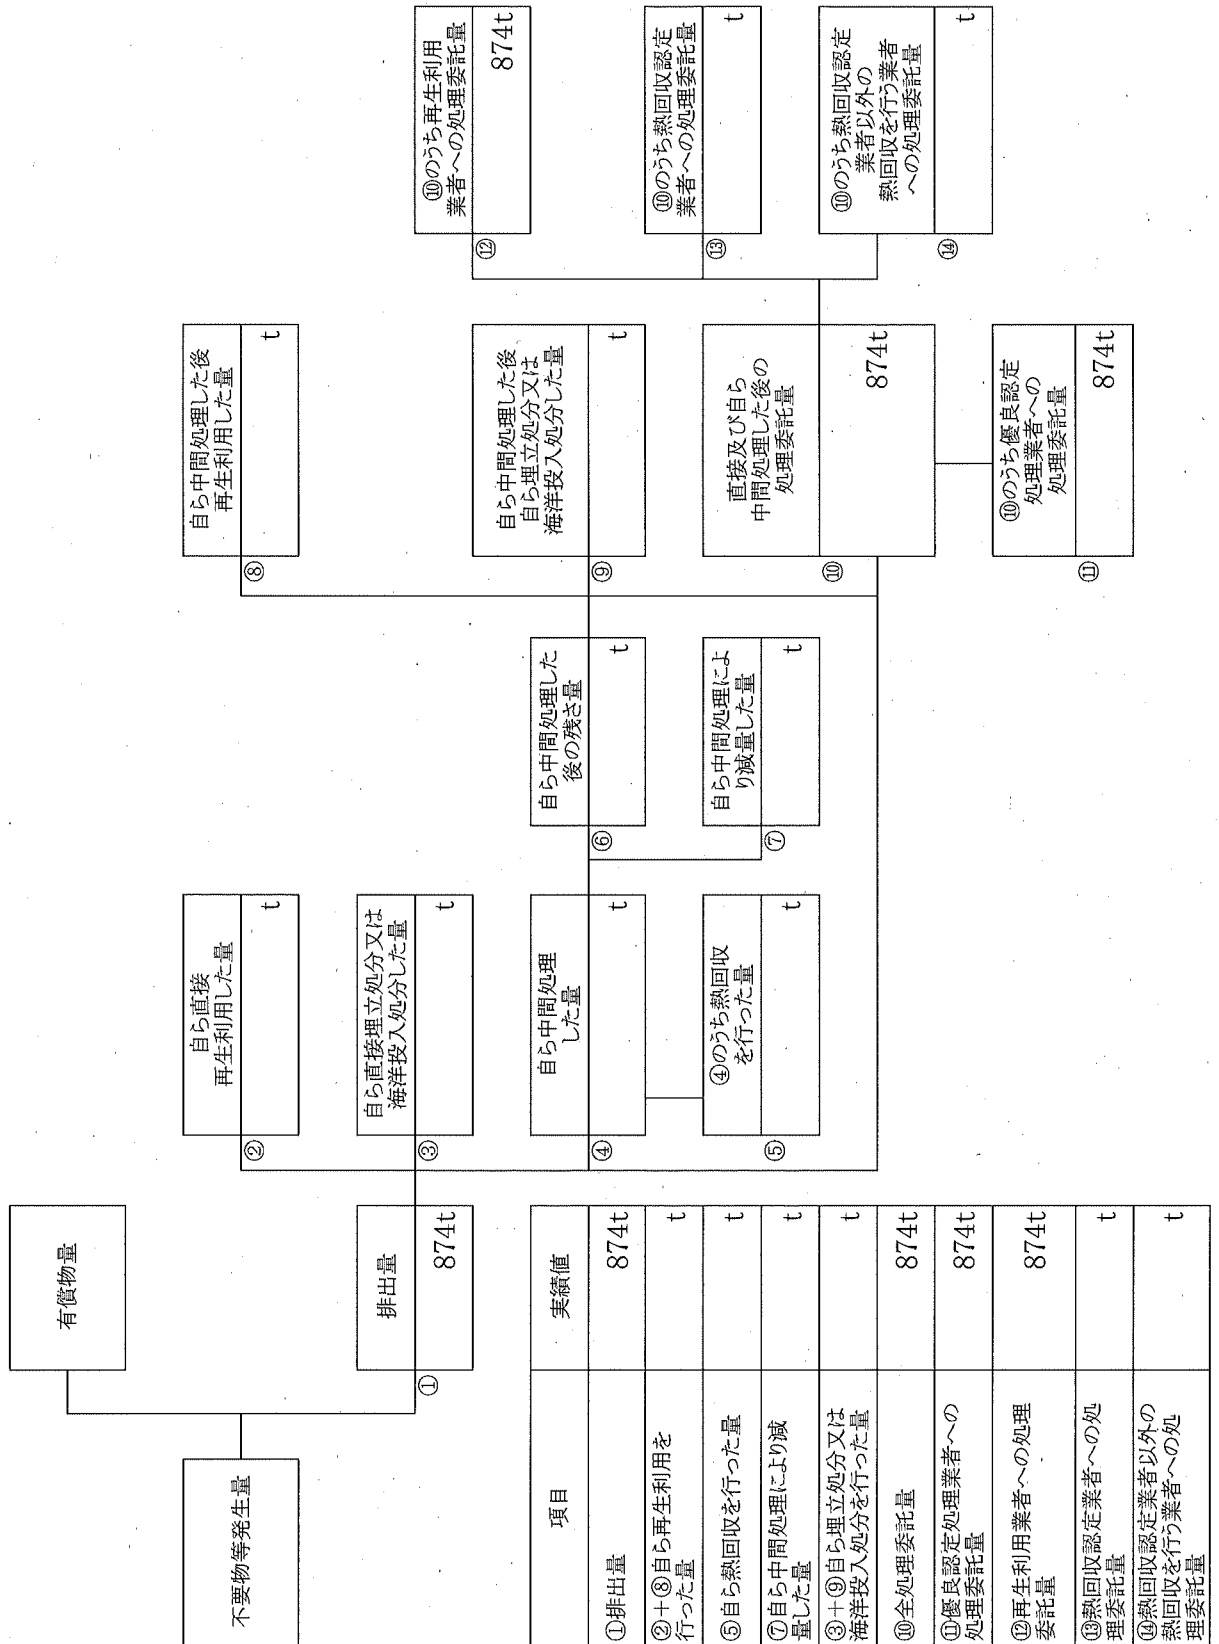 不要物等発生量
有償物量
①
排出量
874t
②
自ら直接
再生利用した量
t
③
自ら直接埋立処分又は
海洋投入処分した量
t
④
自ら中間処理
した量
t
⑤
④のうち熱回収
を行った量
t
⑥
自ら中間処理した
後の残さ量
t
⑦
自ら中間処理によ
り減量した量
t
⑧
自ら中間処理した後
再生利用した量
t
⑨
自ら中間処理した後
自ら埋立処分又は
海洋投入処分した量
t
⑩
直接及び自ら
中間処理した後の
処理委託量
874t
⑪
⑩のうち優良認定
処理業者への
処理委託量
874t
⑫
⑩のうち再生利用
業者への処理委託量
874t
⑬
⑩のうち熱回収認定
業者への処理委託量
t
⑭
⑩のうち熱回収認定
業者以外の
熱回収を行う業者
への処理委託量
t
項目 実績値
①排出量 874t
②+⑧自ら再生利用を
行った量 t
⑤自ら熱回収を行った量 t
⑦自ら中間処理により減
量した量 t
③+⑨自ら埋立処分又は
海洋投入処分を行った量 t
⑩全処理委託量 874t
⑪優良認定処理業者への
処理委託量 874t
⑫再生利用業者への処理
委託量 874t
⑬熱回収認定業者への処
理委託量 t
⑭熱回収認定業者以外の
熱回収を行う業者への処
理委託量 t